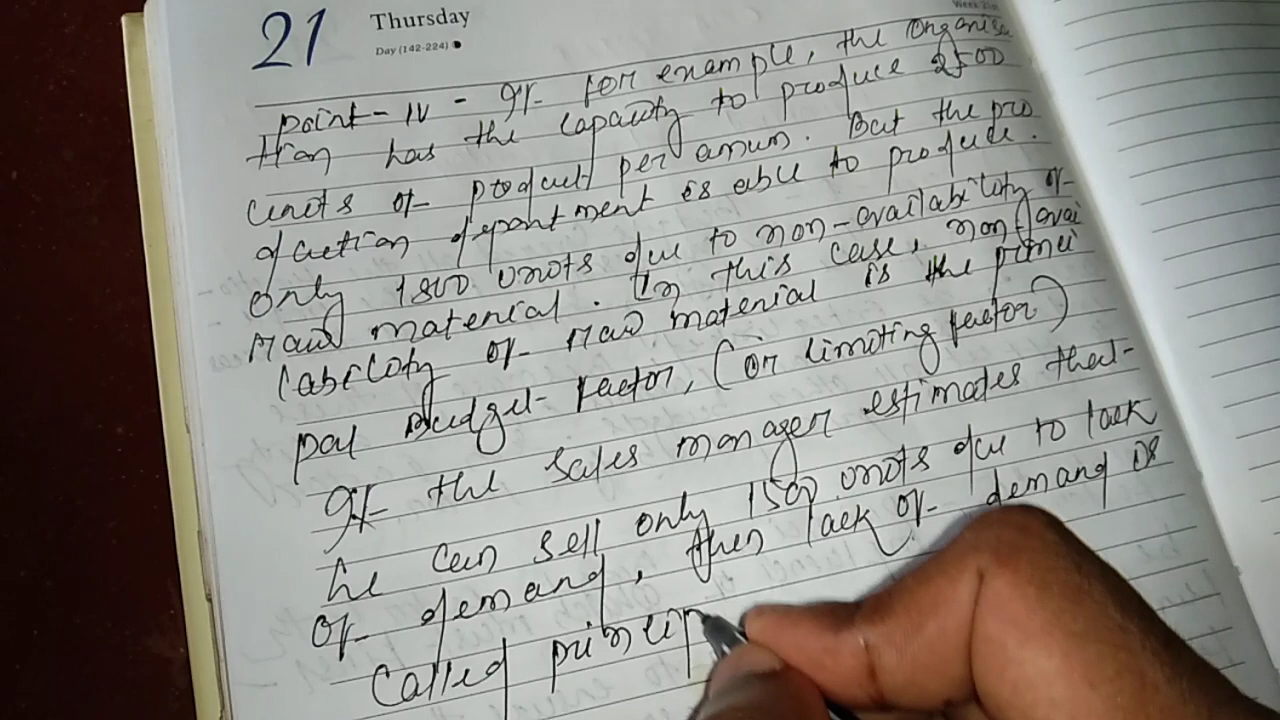 21 Thursday
Day (142-224)
Point - IV - If for example, the organisa
tion has the capacity to produce 2500
units of product per annum. But the pro
duction department is able to produce.
only 1800 units due to non-availability of
raw material. In this case, non avai
lability of raw material is the princi
pal Budget factor, (or limiting factor)
If the sales manager estimates that
he can sell only 1500 units due to lack
of demand, then lack of demand is
called princip